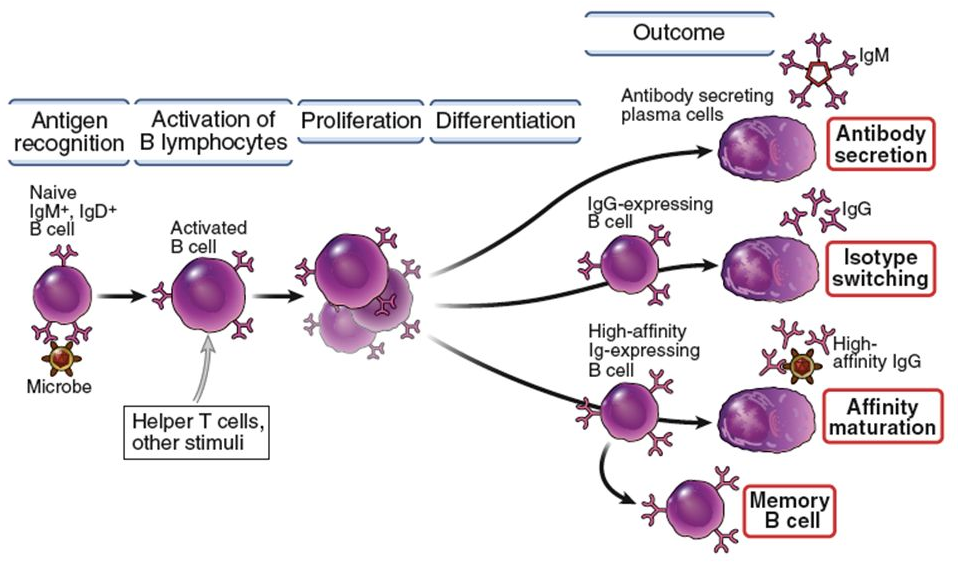 Outcome
IgM
Antibody secreting
plasma cells
Antibody
secretion
Antigen
recognition
Activation of
B lymphocytes
Proliferation
Differentiation
Naive
IgM+, IgD+
B cell
Activated
B cell
IgG-expressing
B cell
IgG
Isotype
switching
Microbe
Helper T cells,
other stimuli
High-affinity
Ig-expressing
B cell
High-
affinity IgG
Affinity
maturation
Memory
B cell